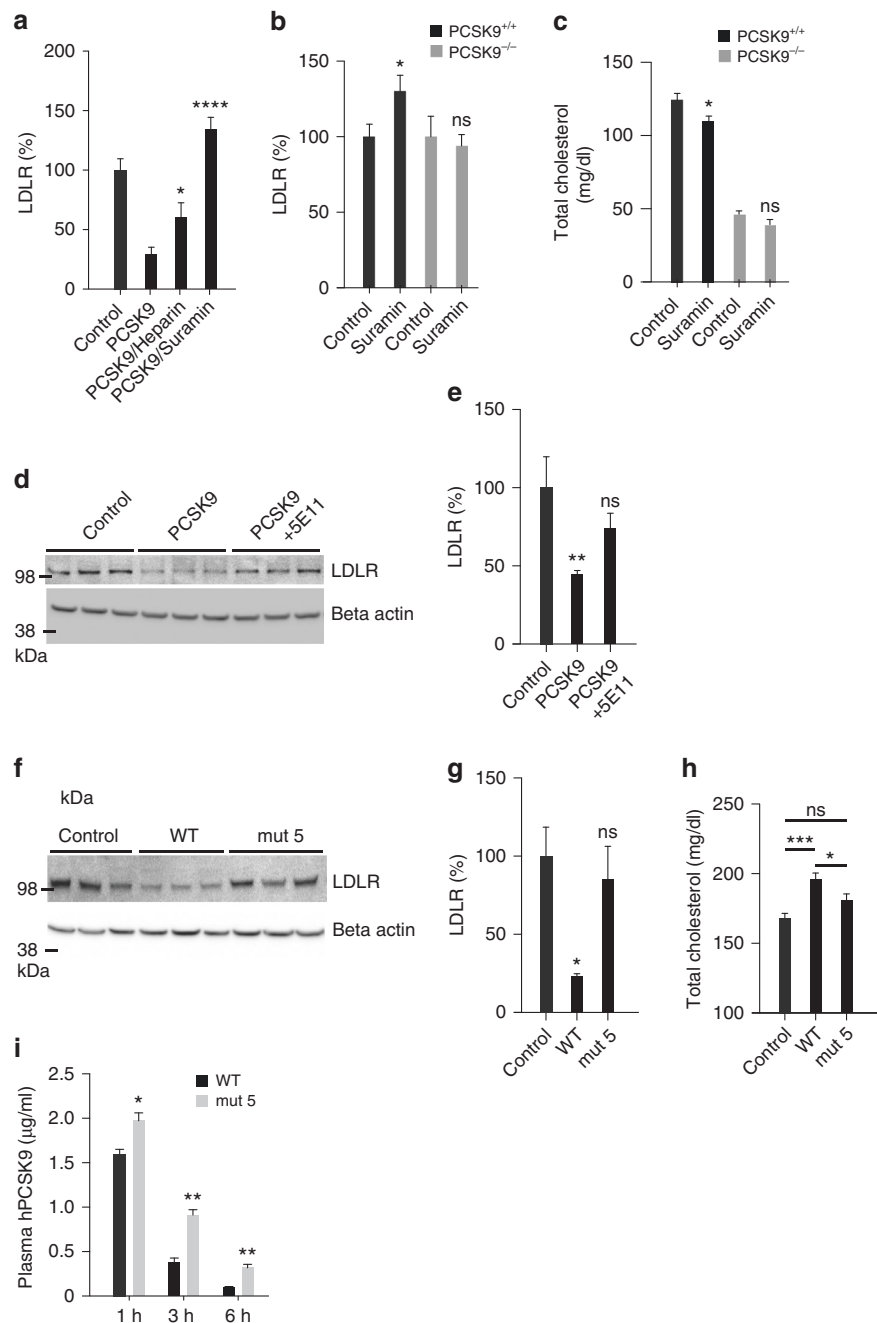 a
LDLR (%)
200
150
100
50
0
****
*
Control
PCSK9
PCSK9/Heparin
PCSK9/Suramin
b
PCSK9+/+
PCSK9–/–
LDLR (%)
150
100
50
0
*
ns
Control
Suramin
Control
Suramin
c
PCSK9+/+
PCSK9–/–
Total cholesterol
(mg/dl)
150
100
50
0
*
ns
Control
Suramin
Control
Suramin
d
Control
PCSK9
PCSK9
+5E11
98
LDLR
Beta actin
38
kDa
e
LDLR (%)
150
100
50
0
**
ns
Control
PCSK9
PCSK9
+5E11
f
kDa
Control
WT
mut 5
98
LDLR
Beta actin
38
kDa
g
LDLR (%)
150
100
50
0
*
ns
Control
WT
mut 5
h
Total cholesterol (mg/dl)
250
200
150
100
ns
***
*
Control
WT
mut 5
i
WT
mut 5
Plasma hPCSK9 (µg/ml)
2.5
2.0
1.5
1.0
0.5
0
*
**
**
1 h
3 h
6 h